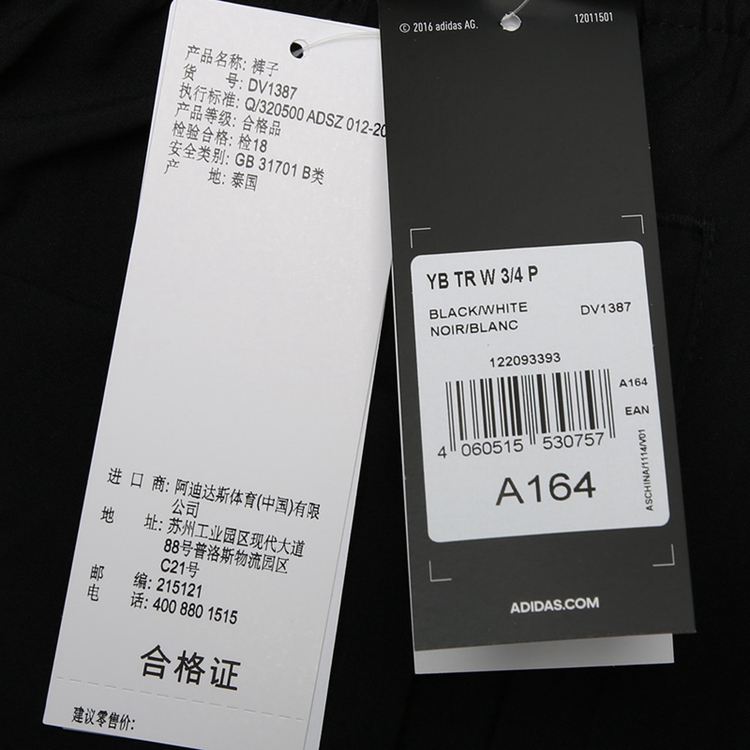 产品名称: 裤子
货 号: DV1387
执行标准: Q/320500 ADSZ 012-20
产品等级: 合格品
检验合格: 检18
安全类别: GB 31701 B类
产 地: 泰国
进 口 商: 阿迪达斯体育(中国)有限
公司
地 址: 苏州工业园区现代大道
88号普洛斯物流园区
C21号
邮 编: 215121
电 话: 400 880 1515
合格证
建议零售价:
© 2016 adidas AG.
12011501
YB TR W 3/4 P
BLACK/WHITE DV1387
NOIR/BLANC
122093393
A164
EAN
4 060515 530757
ASCHINA/1114/V01
A164
ADIDAS.COM